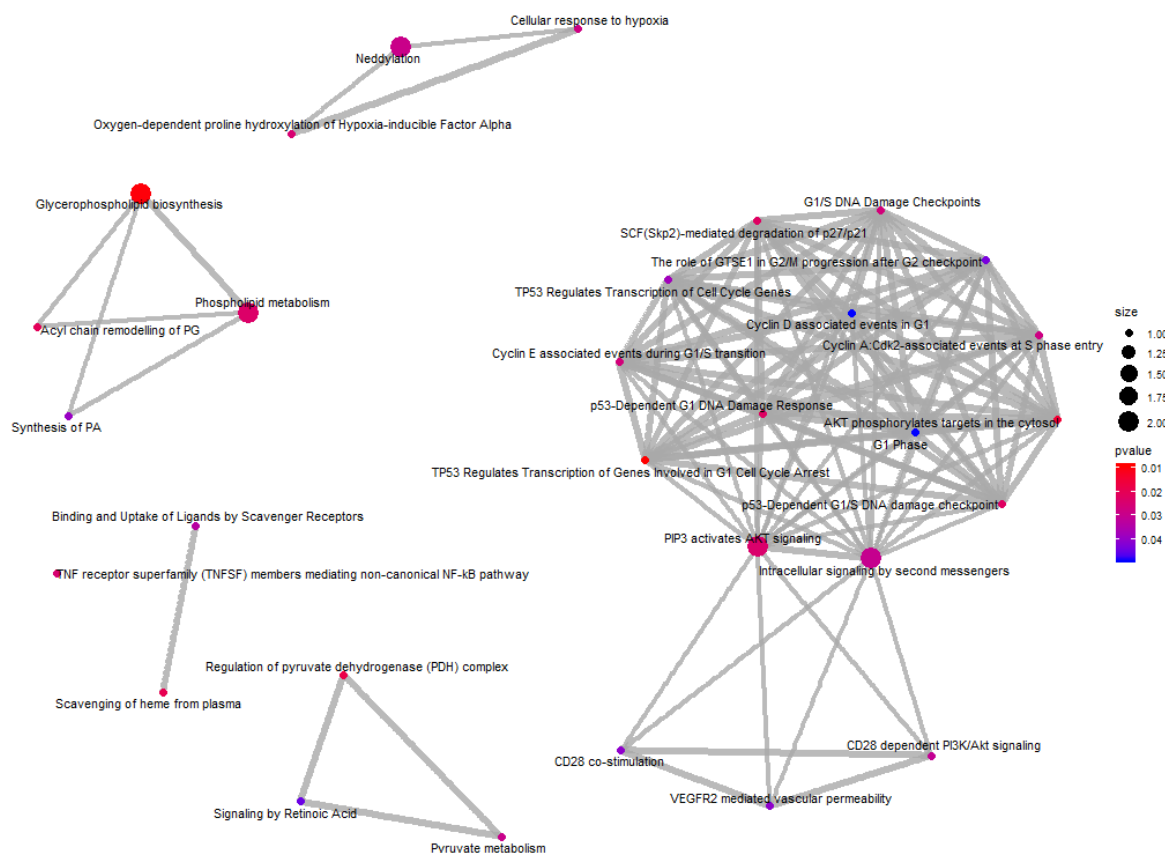 Cellular response to hypoxia
Neddylation
Oxygen-dependent proline hydroxylation of Hypoxia-inducible Factor Alpha
Glycerophospholipid biosynthesis
Phospholipid metabolism
Acyl chain remodelling of PG
Synthesis of PA
G1/S DNA Damage Checkpoints
SCF(Skp2)-mediated degradation of p27/p21
The role of GTSE1 in G2/M progression after G2 checkpoint
TP53 Regulates Transcription of Cell Cycle Genes
Cyclin D associated events in G1
Cyclin A:Cdk2-associated events at S phase entry
Cyclin E associated events during G1/S transition
p53-Dependent G1 DNA Damage Response
AKT phosphorylates targets in the cytosol
G1 Phase
TP53 Regulates Transcription of Genes Involved in G1 Cell Cycle Arrest
p53-Dependent G1/S DNA damage checkpoint
PIP3 activates AKT signaling
Intracellular signaling by second messengers
Binding and Uptake of Ligands by Scavenger Receptors
TNF receptor superfamily (TNFSF) members mediating non-canonical NF-kB pathway
Scavenging of heme from plasma
Regulation of pyruvate dehydrogenase (PDH) complex
Signaling by Retinoic Acid
Pyruvate metabolism
CD28 dependent PI3K/Akt signaling
CD28 co-stimulation
VEGFR2 mediated vascular permeability
size
1.00
1.25
1.50
1.75
2.00
pvalue
0.01
0.02
0.03
0.04